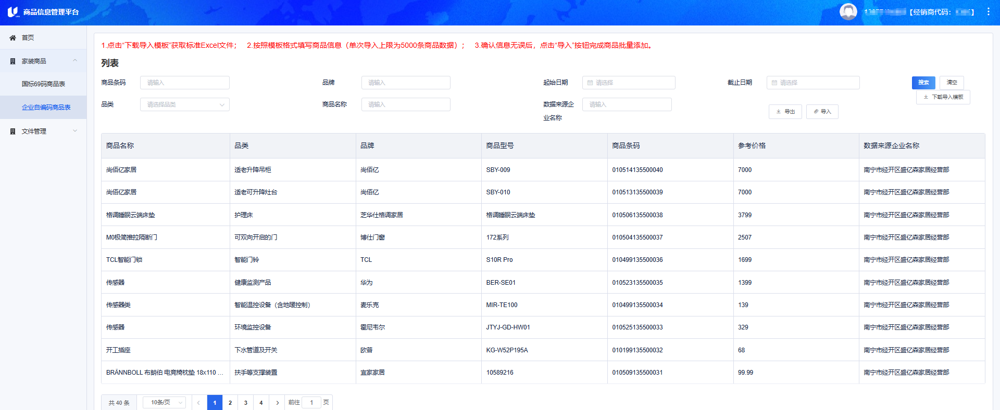 商品信息管理平台
【经销商代码： 】
首页
家装商品
国标69码商品表
企业自编码商品表
文件管理
1.点击“下载导入模板”获取标准Excel文件； 2.按照模板格式填写商品信息（单次导入上限为5000条商品数据）； 3.确认信息无误后，点击“导入”按钮完成商品批量添加。
列表
商品条码 请输入 品牌 请输入 起始日期 请选择 截止日期 请选择 搜索 清空
下载导入模板
品类 请选择品类 商品名称 请输入 数据来源企业名称 请输入 导出 导入
商品名称 品类 品牌 商品型号 商品条码 参考价格 数据来源企业名称
尚佰亿家居 适老升降吊柜 尚佰亿 SBY-009 010514135500040 7000 南宁市经开区盛亿森家居经营部
尚佰亿家居 适老可升降灶台 尚佰亿 SBY-010 010513135500039 7000 南宁市经开区盛亿森家居经营部
格调睡眠云端床垫 护理床 芝华仕格调家居 格调睡眠云端床垫 010506135500038 3799 南宁市经开区盛亿森家居经营部
M0极简推拉隔断门 可双向开启的门 博仕门窗 172系列 010504135500037 2507 南宁市经开区盛亿森家居经营部
TCL智能门锁 智能门铃 TCL S10R Pro 010499135500036 1699 南宁市经开区盛亿森家居经营部
传感器 健康监测产品 华为 BER-SE01 010523135500035 1399 南宁市经开区盛亿森家居经营部
传感器类 智能温控设备（含地暖控制） 麦乐克 MIR-TE100 010499135500034 139 南宁市经开区盛亿森家居经营部
传感器 环境监控设备 霍尼韦尔 JTYJ-GD-HW01 010525135500033 329 南宁市经开区盛亿森家居经营部
开工插座 下水管道及开关 欧普 KG-W52P195A 010199135500032 68 南宁市经开区盛亿森家居经营部
BRÄNNBOLL 布朗伯 电竞椅枕垫 18x110 ... 扶手等支撑装置 宜家家居 10589216 010509135500031 99.99 南宁市经开区盛亿森家居经营部
共 40 条 10条/页 1 2 3 4 前往 1 页